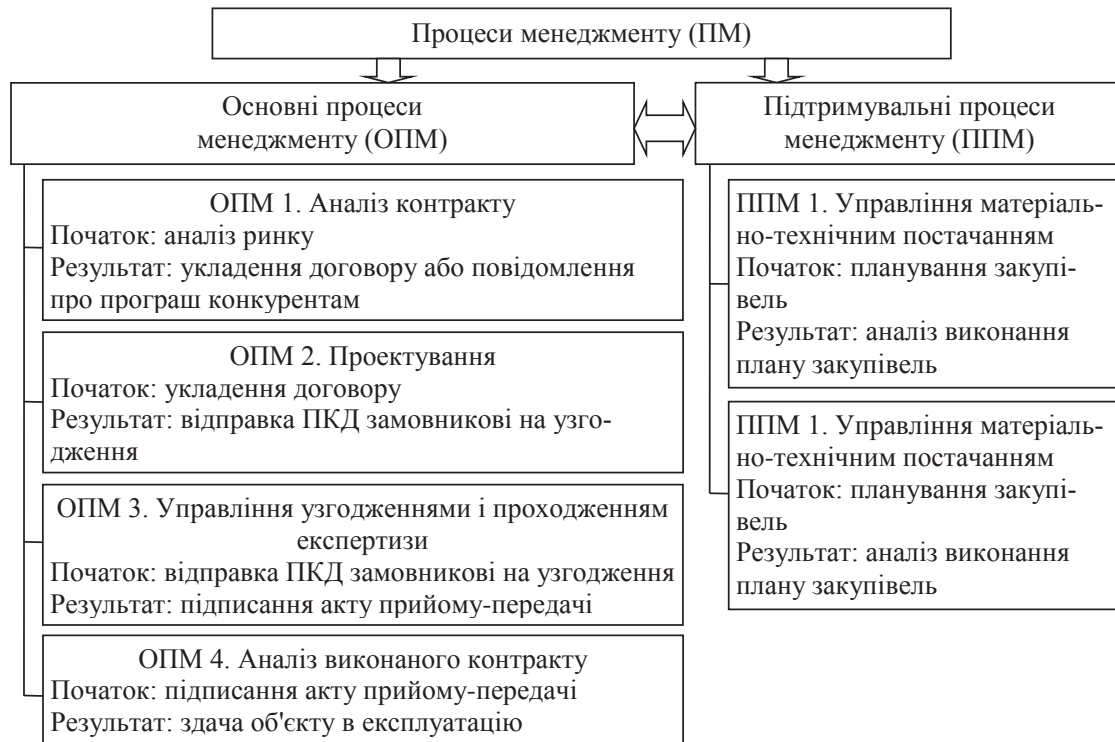 Процеси менеджменту (ПМ)
Основні процеси
менеджменту (ОПМ)
Підтримувальні процеси
менеджменту (ППМ)
ОПМ 1. Аналіз контракту
Початок: аналіз ринку
Результат: укладення договору або повідомлення
про програш конкурентам
ОПМ 2. Проектування
Початок: укладення договору
Результат: відправка ПКД замовникові на узго-
дження
ОПМ 3. Управління узгодженнями і проходженням
експертизи
Початок: відправка ПКД замовникові на узгодження
Результат: підписання акту прийому-передачі
ОПМ 4. Аналіз виконаного контракту
Початок: підписання акту прийому-передачі
Результат: здача об'єкту в експлуатацію
ППМ 1. Управління матеріаль-
но-технічним постачанням
Початок: планування закупі-
вель
Результат: аналіз виконання
плану закупівель
ППМ 1. Управління матеріаль-
но-технічним постачанням
Початок: планування закупі-
вель
Результат: аналіз виконання
плану закупівель